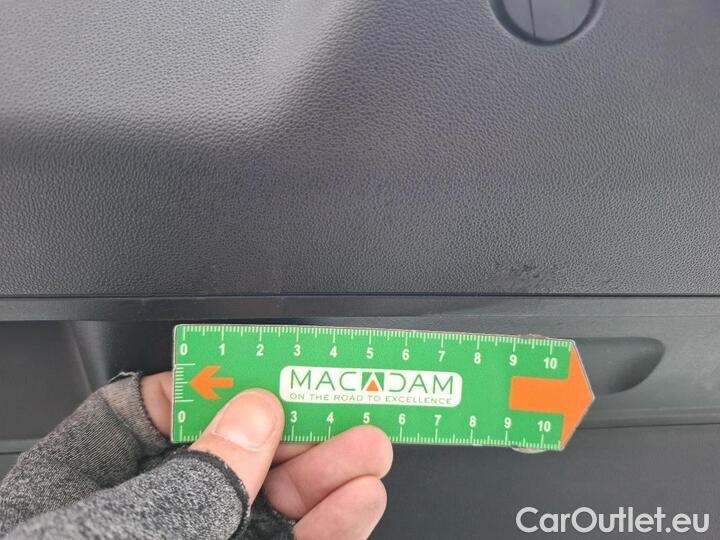 0 1 2 3 4 5 6 7 8 9 10
MACADAM
ON THE ROAD TO EXCELLENCE
0 3 4 5 6 7 8 9 10
CarOutlet.eu